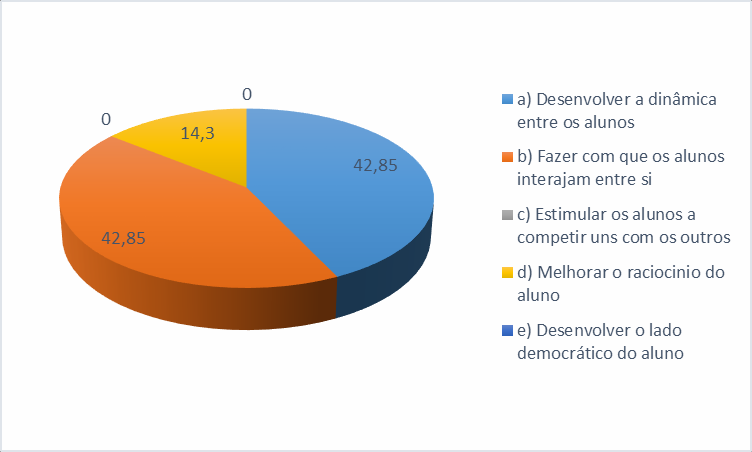 0
0
14,3
42,85
42,85
a) Desenvolver a dinâmica
entre os alunos
b) Fazer com que os alunos
interajam entre si
c) Estimular os alunos a
competir uns com os outros
d) Melhorar o raciocinio do
aluno
e) Desenvolver o lado
democrático do aluno